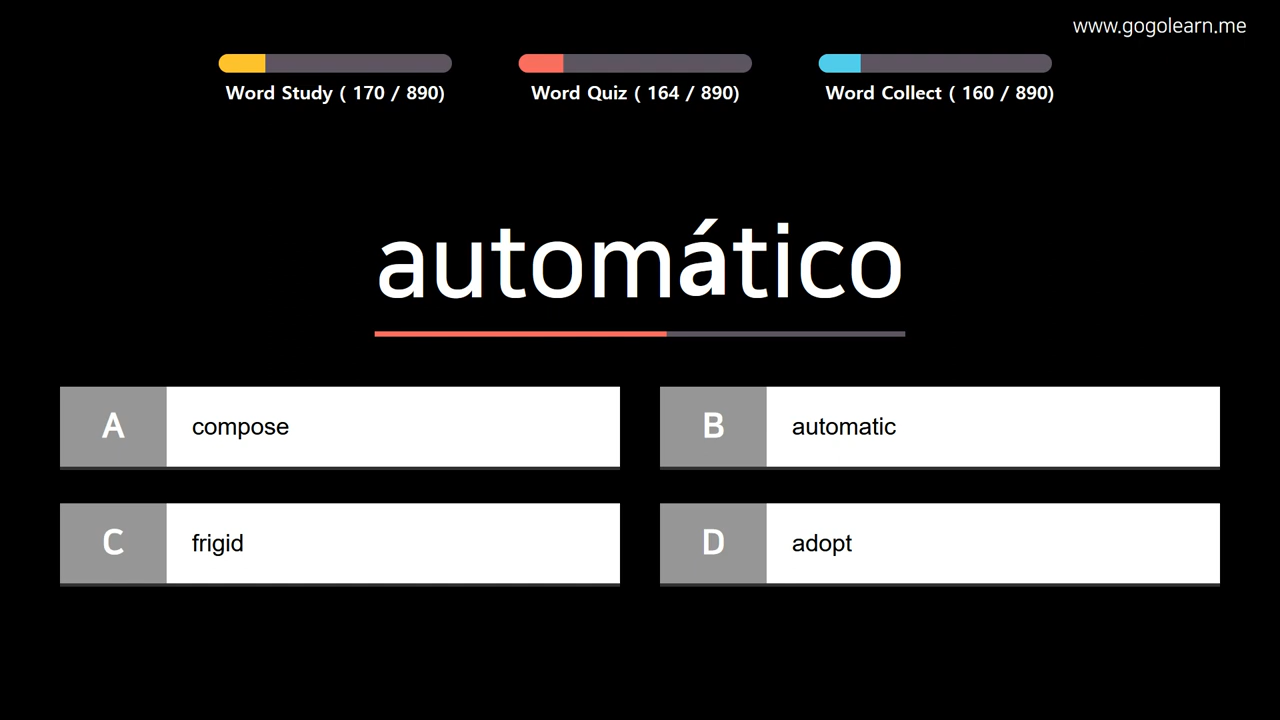 www.gogolearn.me
Word Study ( 170 / 890)
Word Quiz ( 164 / 890)
Word Collect ( 160 / 890)
automático
A compose
B automatic
C frigid
D adopt